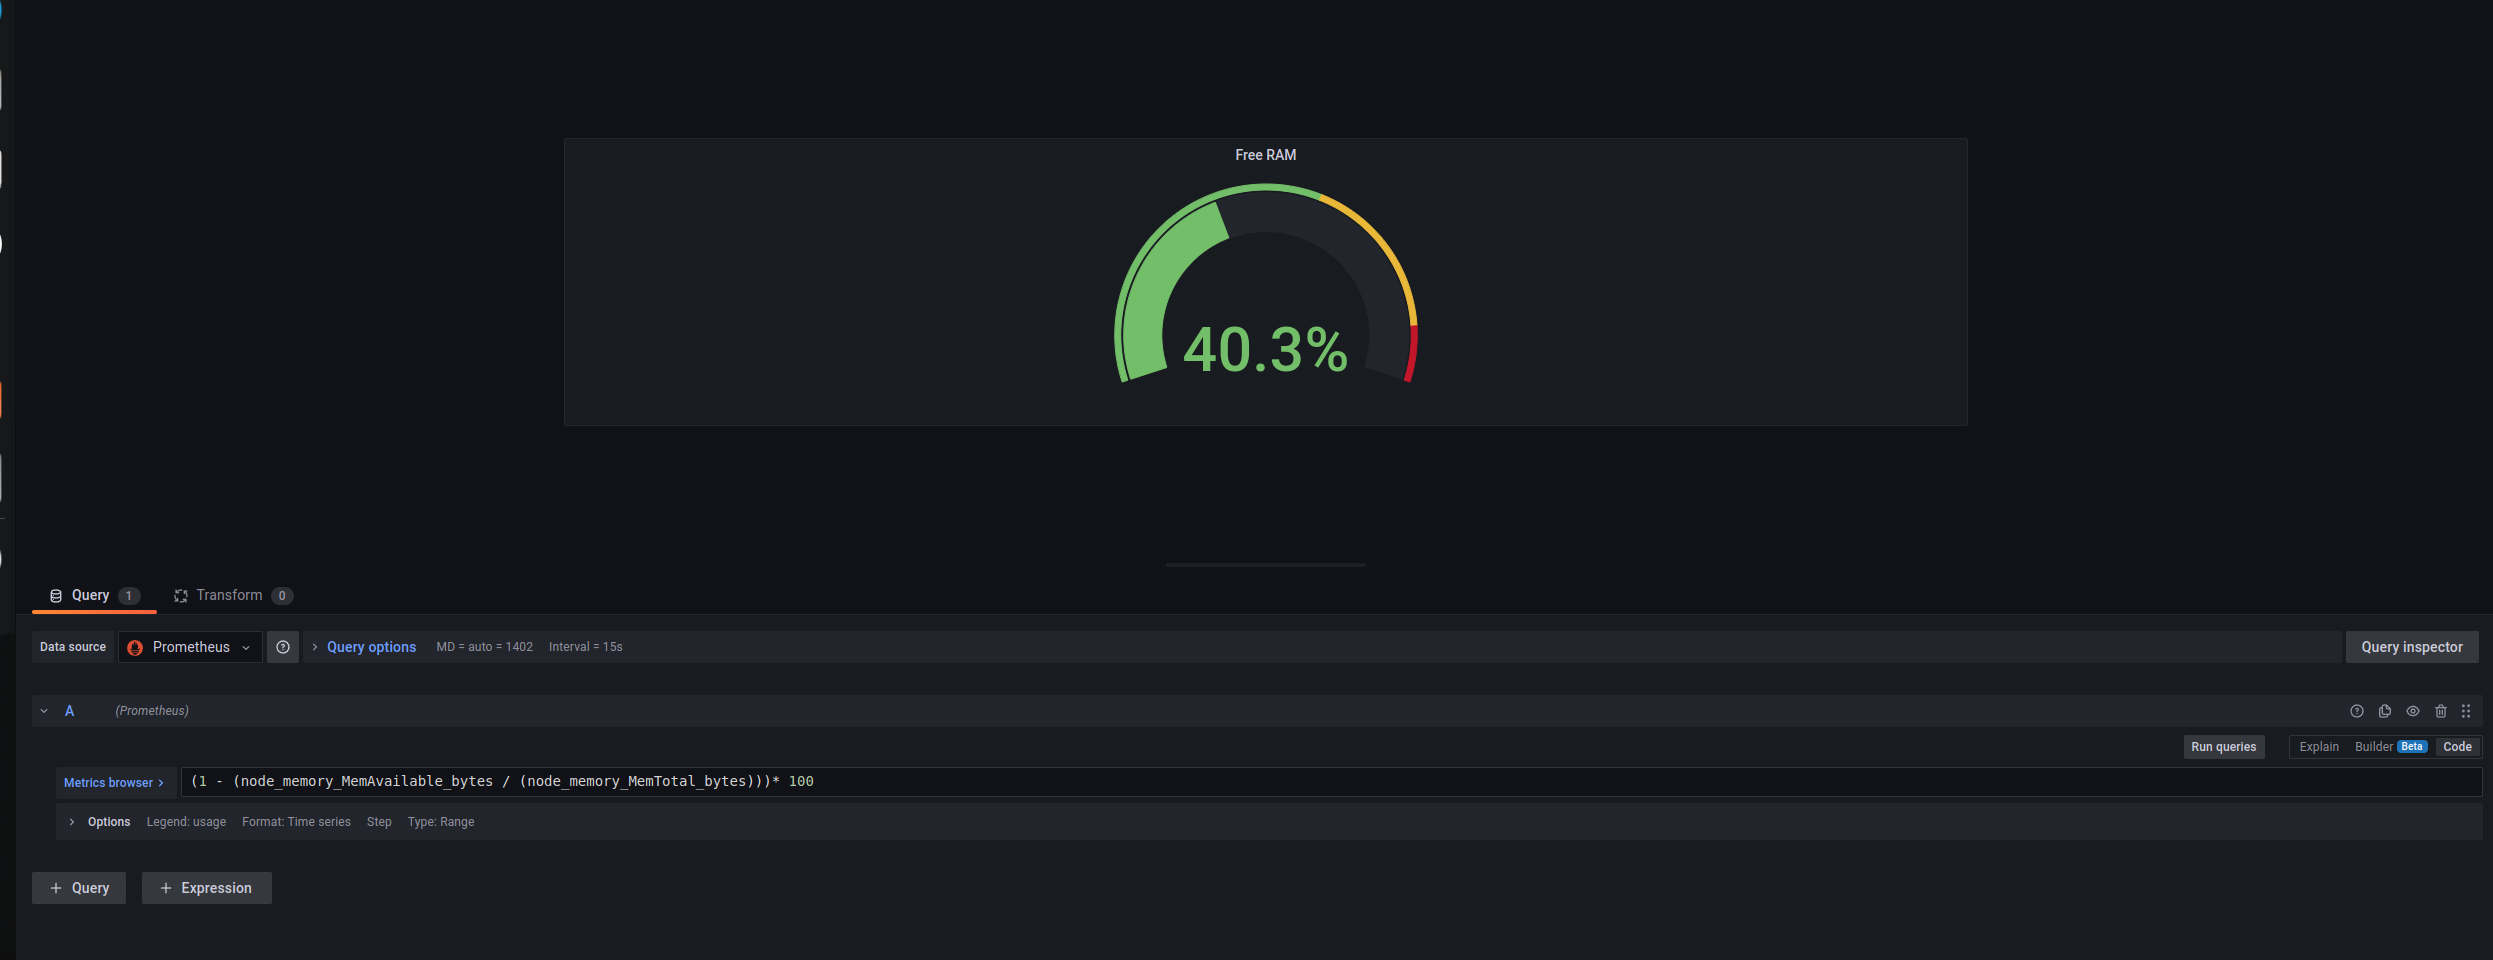 Free RAM
40.3%
Query 1 Transform 0
Data source Prometheus Query options MD = auto = 1402 Interval = 15s Query inspector
A (Prometheus)
Run queries Explain Builder Beta Code
Metrics browser > (1 - (node_memory_MemAvailable_bytes / (node_memory_MemTotal_bytes)))* 100
> Options Legend: usage Format: Time series Step Type: Range
+ Query + Expression